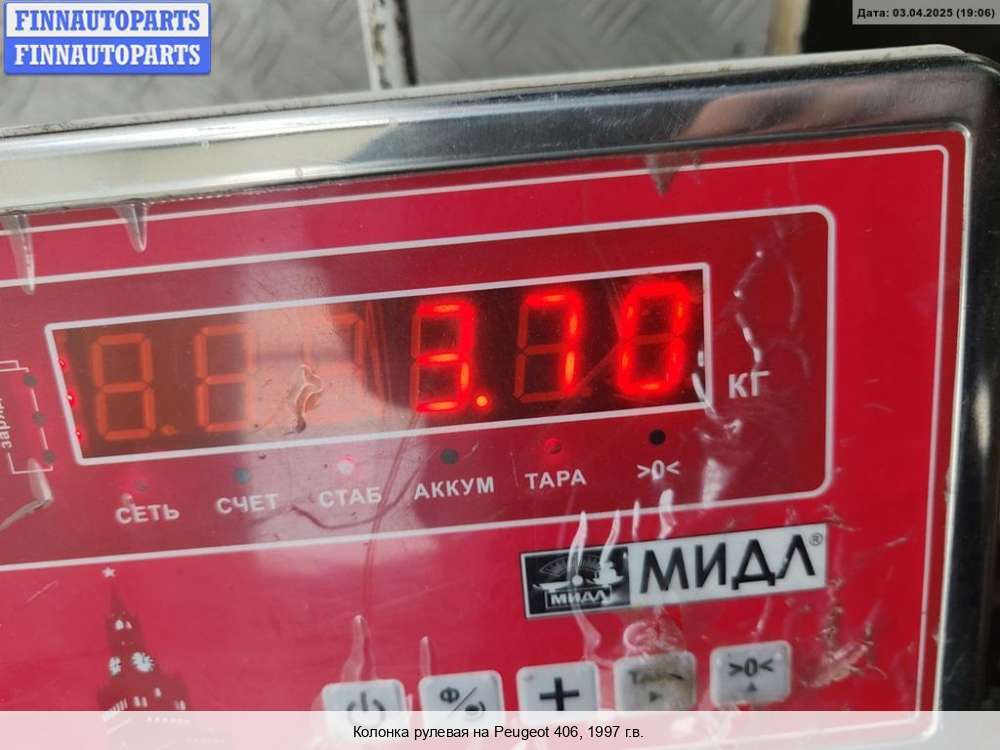 FINNAUTOPARTS
FINNAUTOPARTS
Дата: 03.04.2025 (19:06)
3.70
КГ
заряд
СЕТЬ СЧЕТ СТАБ АККУМ ТАРА >0<
МИДЛ®
МИДЛ
Ф/
+
>0<
Колонка рулевая на Peugeot 406, 1997 г.в.